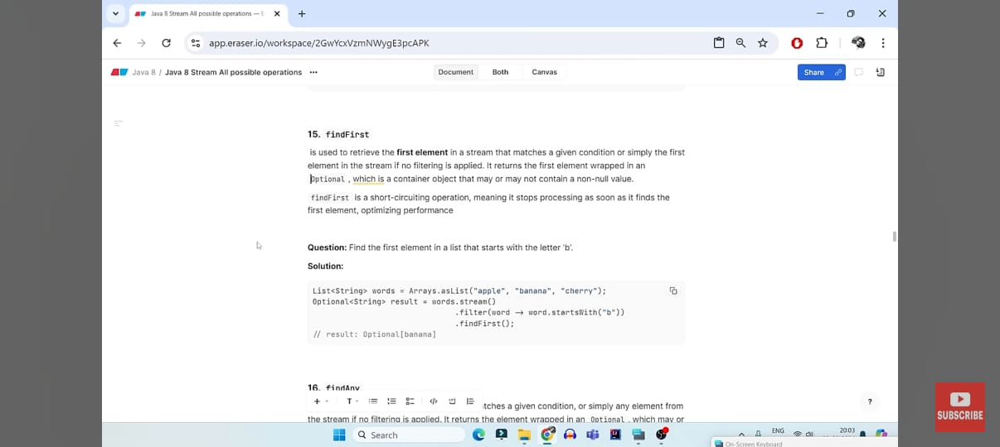 Java 8 Stream All possible operations — E
app.eraser.io/workspace/2GwYcxVzmNWygE3pcAPK
Java 8 / Java 8 Stream All possible operations ...
Document Both Canvas
Share
15. findFirst
is used to retrieve the first element in a stream that matches a given condition or simply the first
element in the stream if no filtering is applied. It returns the first element wrapped in an
Optional , which is a container object that may or may not contain a non-null value.
findFirst is a short-circuiting operation, meaning it stops processing as soon as it finds the
first element, optimizing performance
Question: Find the first element in a list that starts with the letter 'b'.
Solution:
List<String> words = Arrays.asList("apple", "banana", "cherry");
Optional<String> result = words.stream()
.filter(word → word.startsWith("b"))
.findFirst();
// result: Optional[banana]
16. findAny
tches a given condition, or simply any element from
the stream if no filtering is applied. It returns the element wrapped in an Optional , which may or
?
Search
ENG
20:03
On-Screen Keyboard
SUBSCRIBE